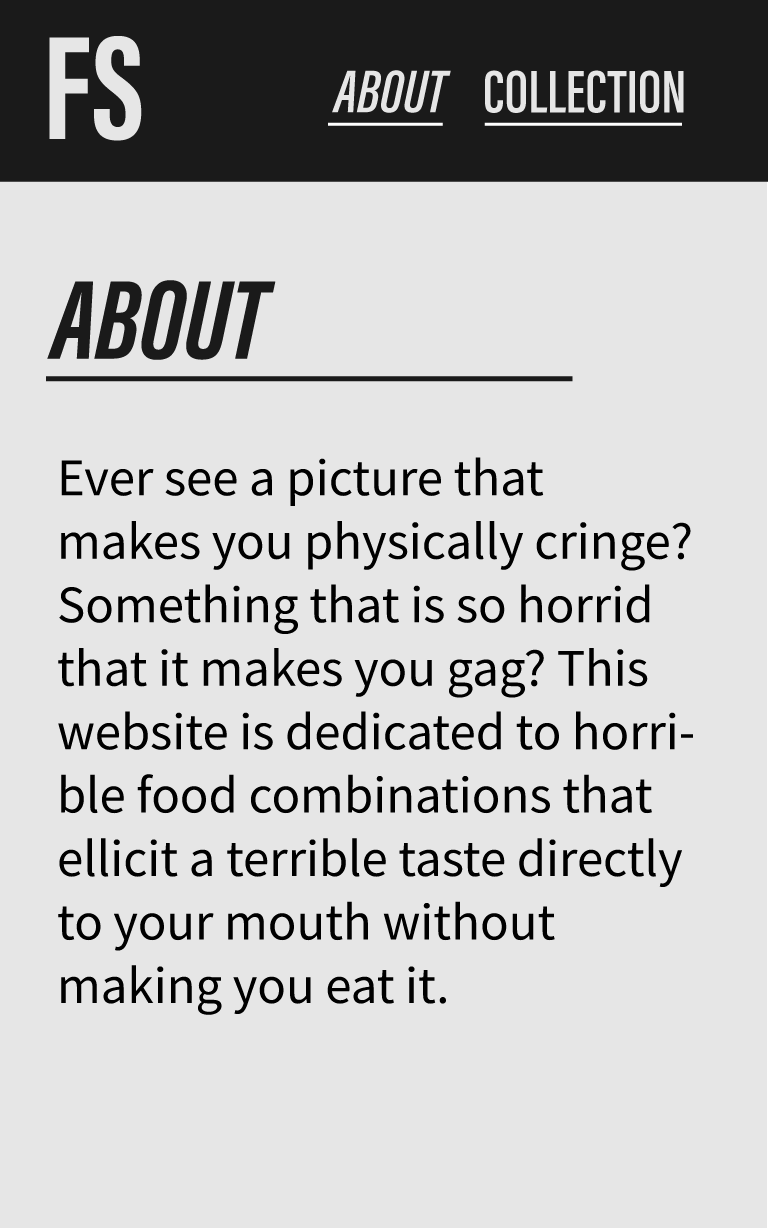 FS
ABOUT COLLECTION
ABOUT
Ever see a picture that
makes you physically cringe?
Something that is so horrid
that it makes you gag? This
website is dedicated to horri-
ble food combinations that
ellicit a terrible taste directly
to your mouth without
making you eat it.